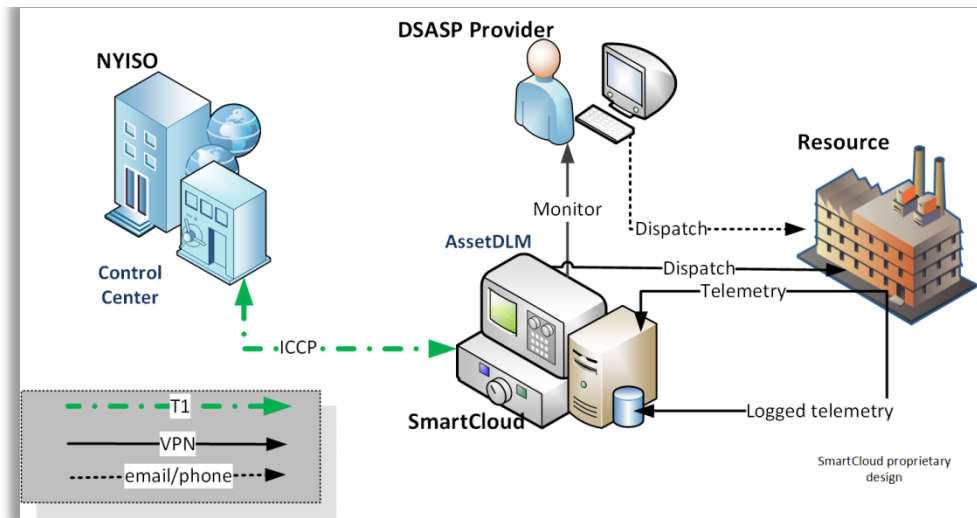 DSASP Provider
NYISO
Resource
Monitor
Dispatch
AssetDLM
Control
Center
Dispatch
Telemetry
ICCP
T1
SmartCloud
Logged telemetry
VPN
email/phone
SmartCloud proprietary
design